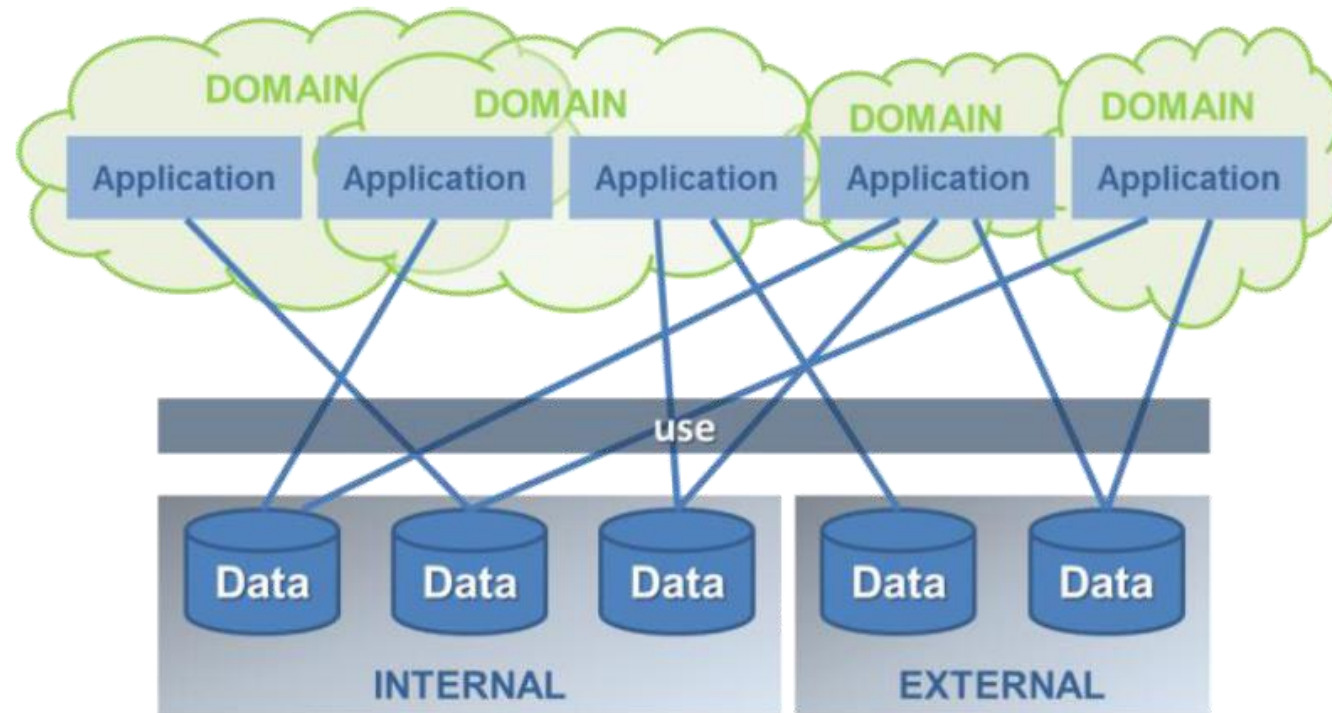 DOMAIN
DOMAIN
DOMAIN
DOMAIN
Application
Application
Application
Application
Application
use
Data
Data
Data
Data
Data
INTERNAL
EXTERNAL